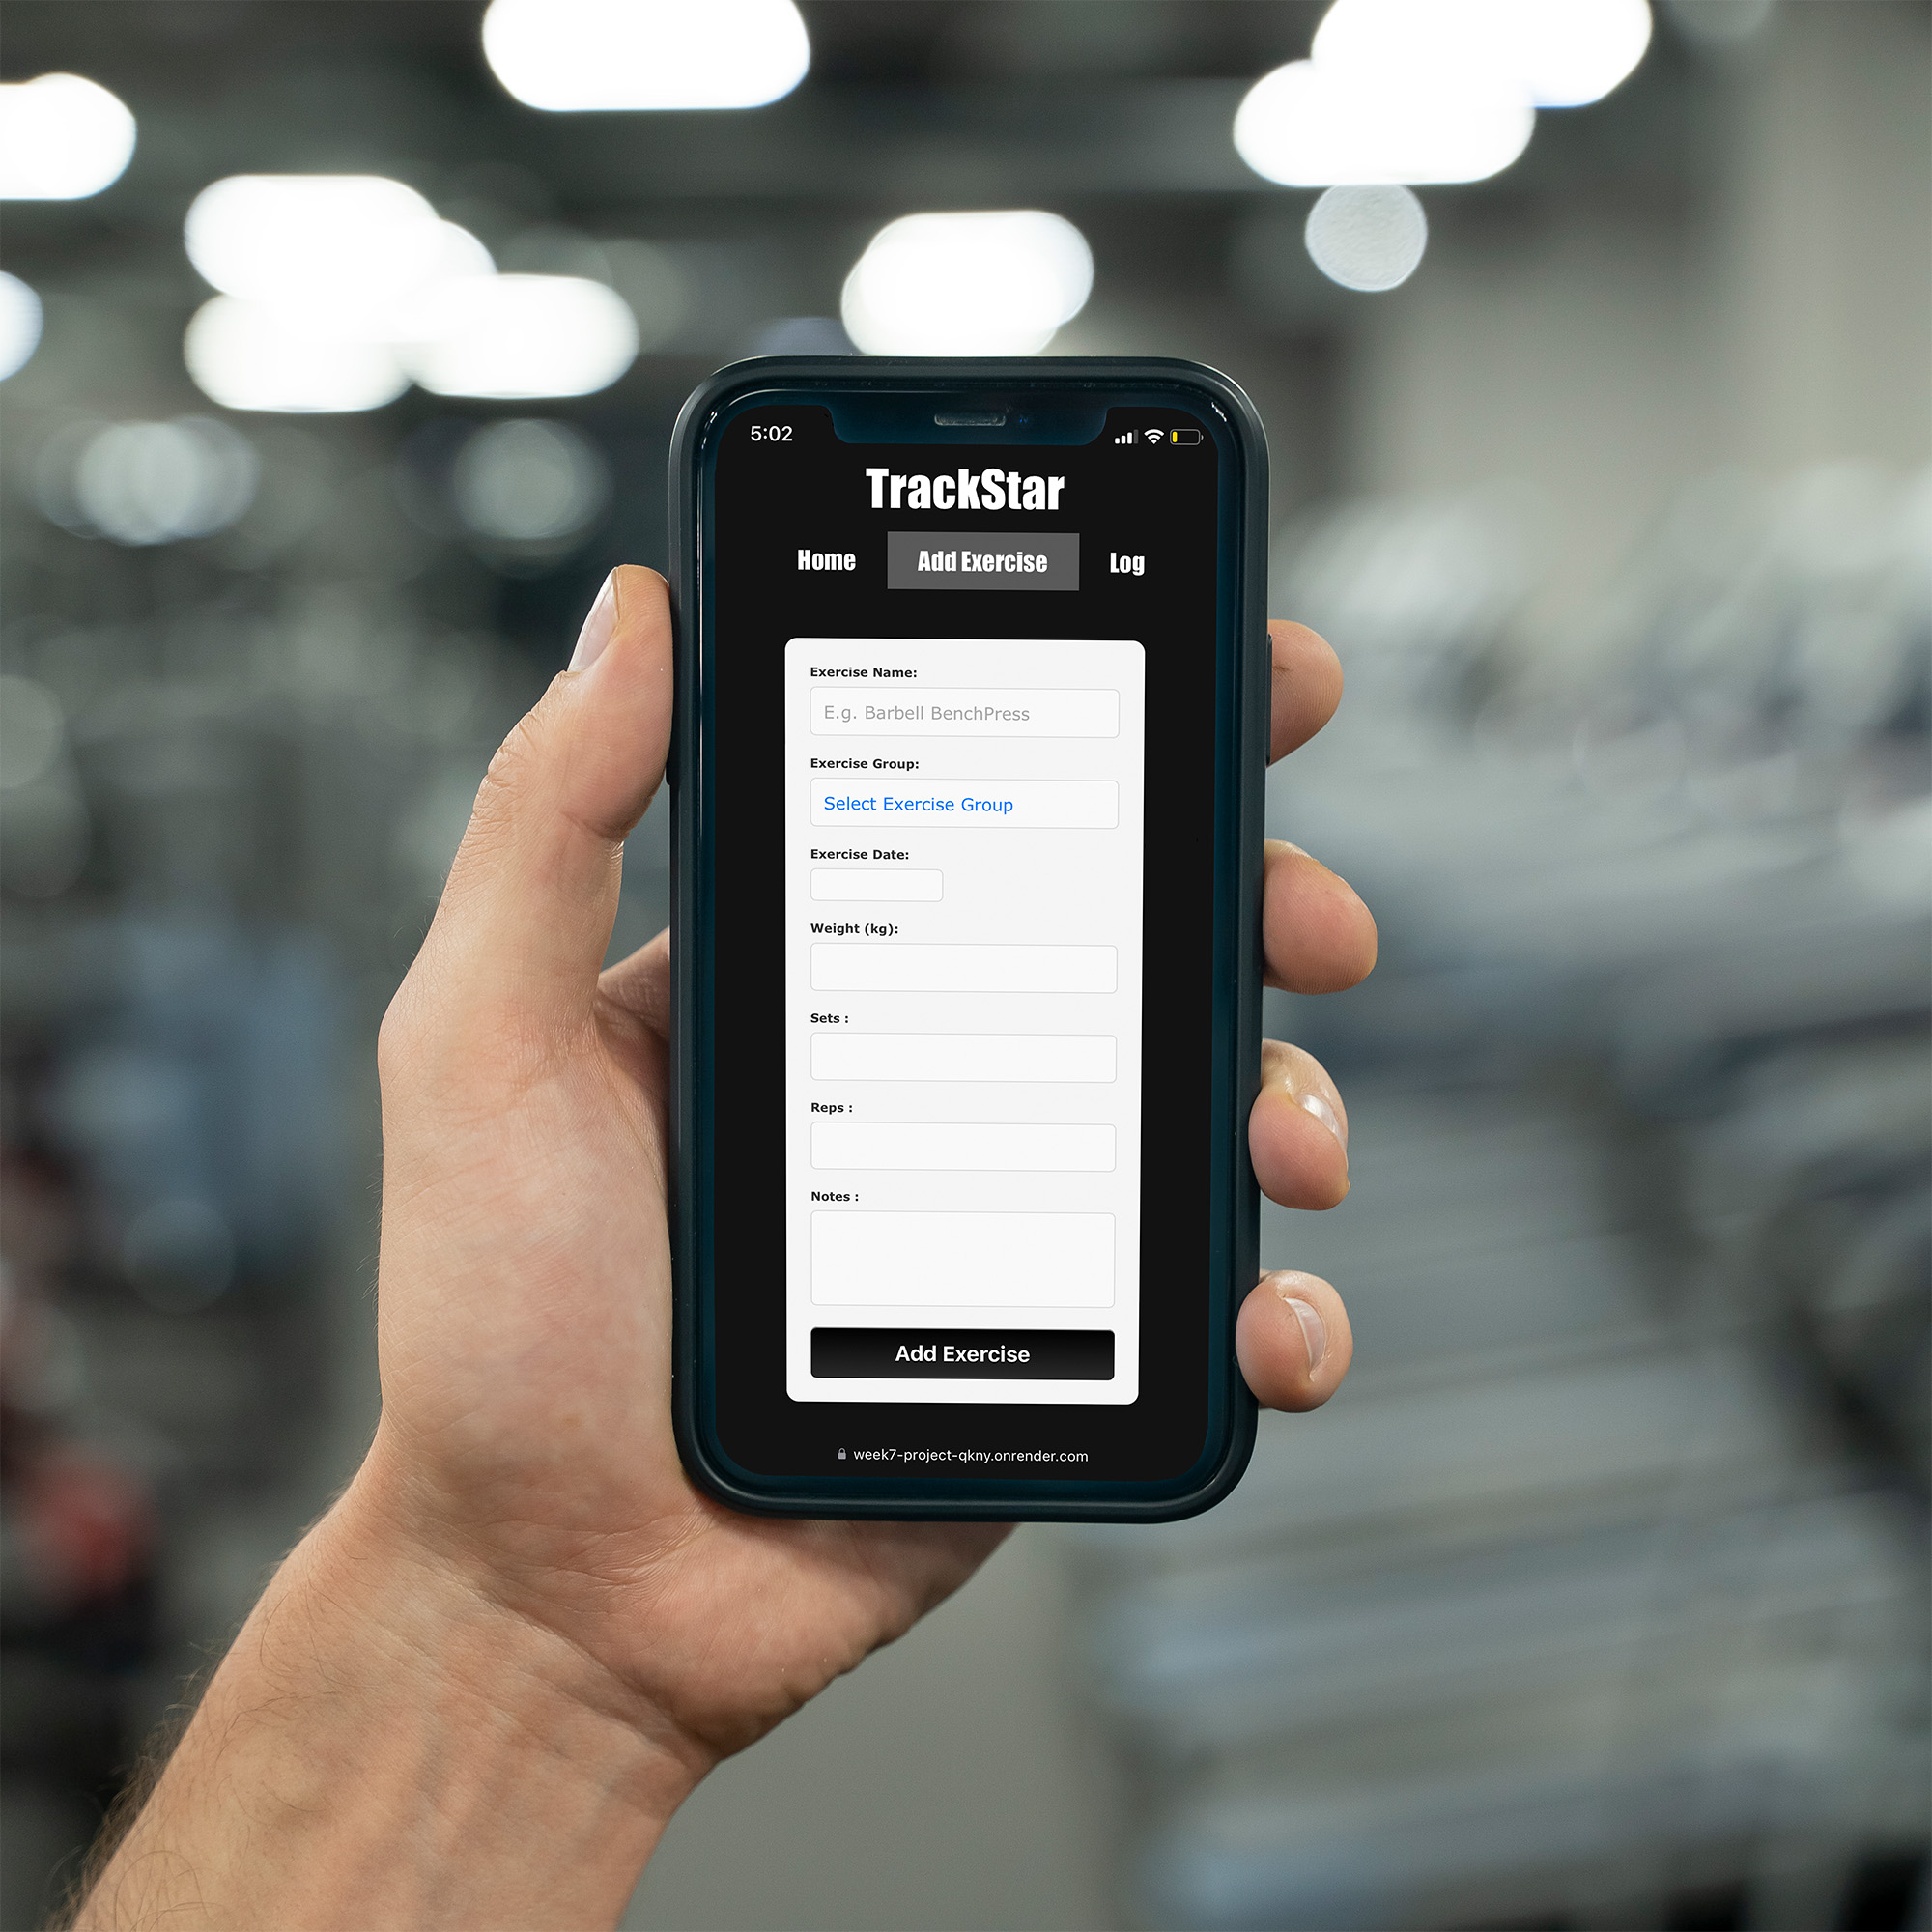 5:02
TrackStar
Home Add Exercise Log
Exercise Name:
E.g. Barbell BenchPress
Exercise Group:
Select Exercise Group
Exercise Date:
Weight (kg):
Sets :
Reps :
Notes :
Add Exercise
week7-project-qkny.onrender.com